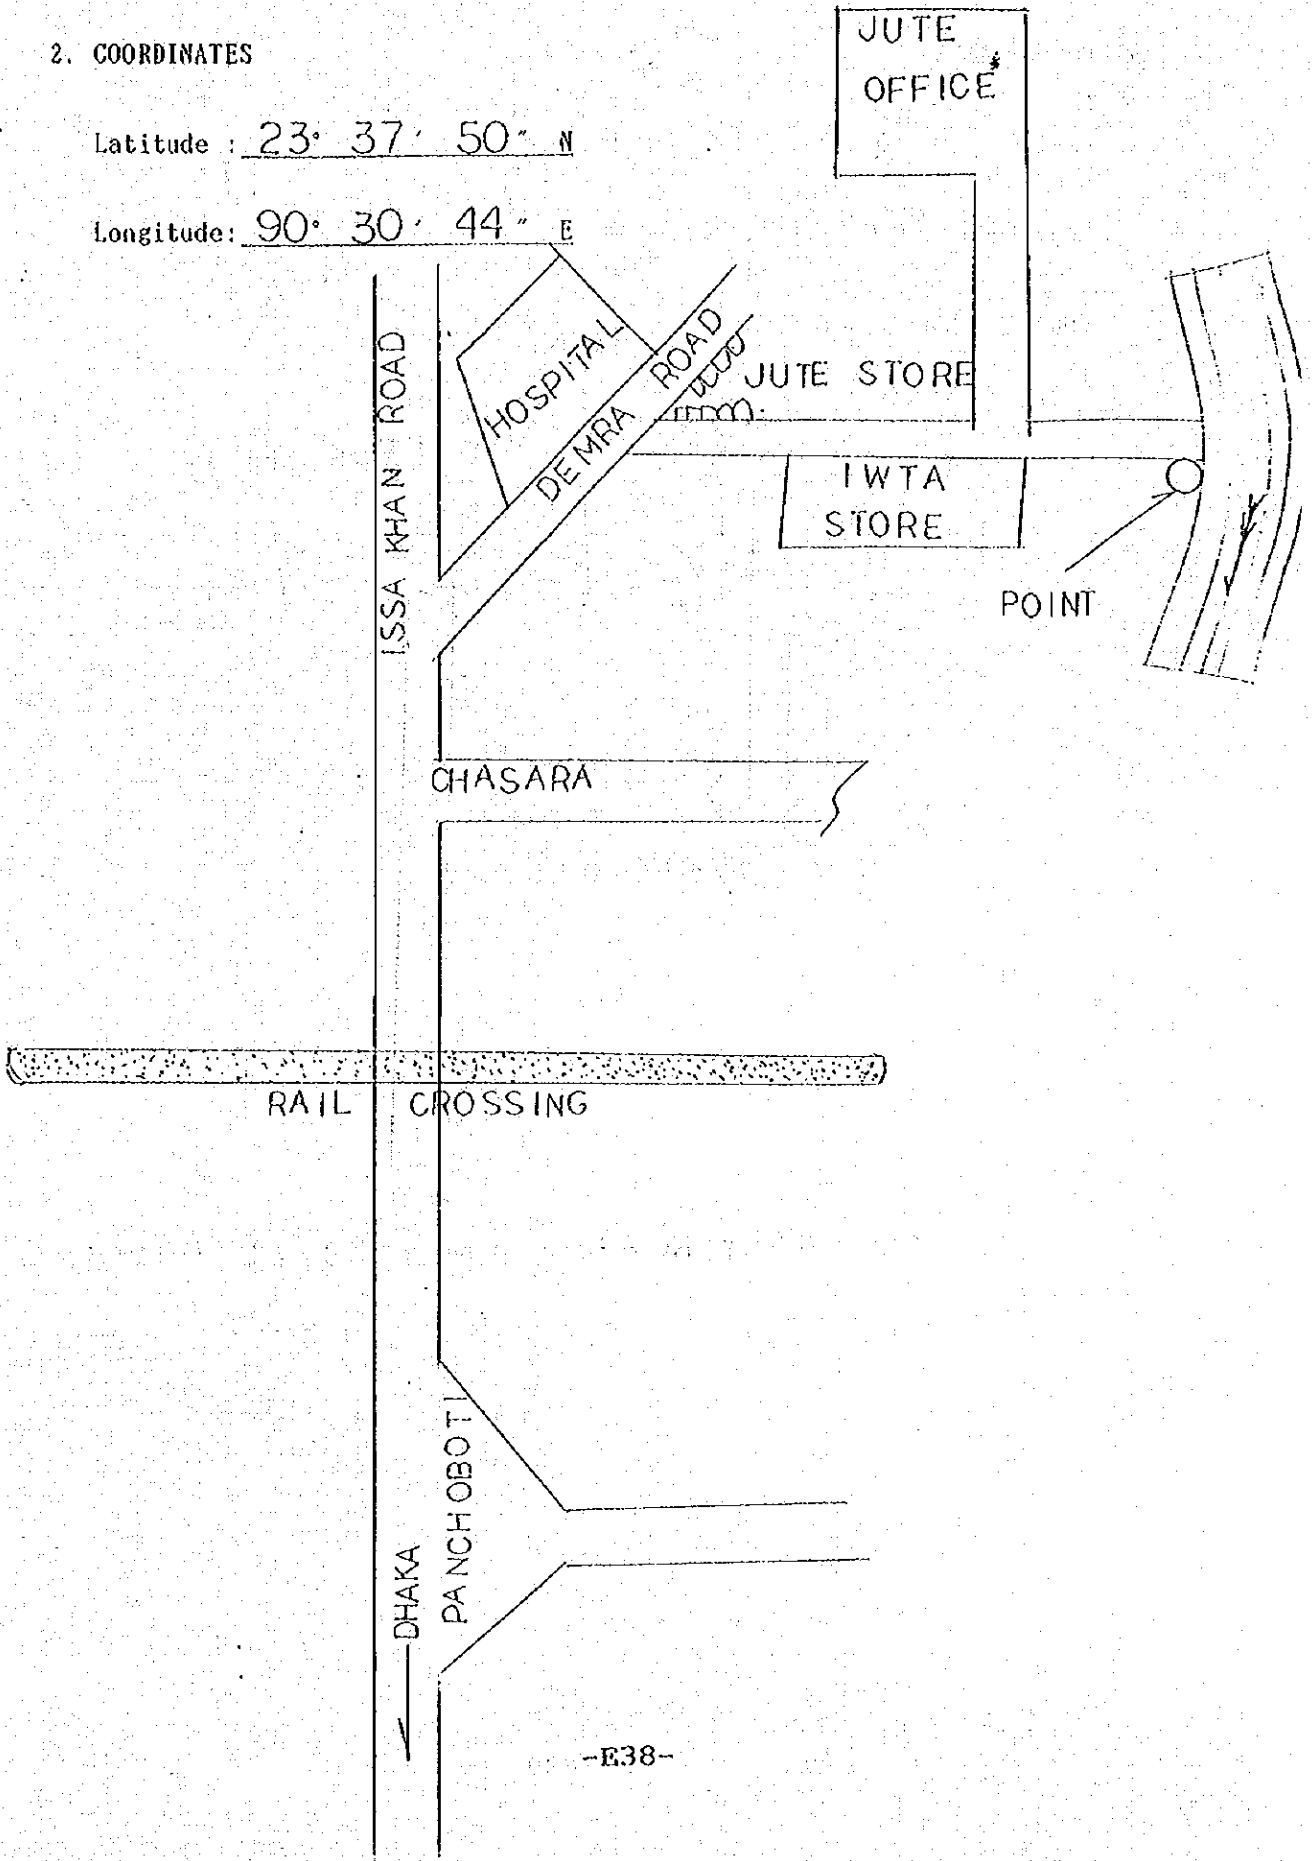 2. COORDINATES
Latitude : 23° 37' 50" N
Longitude: 90° 30' 44" E
JUTE
OFFICE*
ISSA KHAN ROAD
HOSPITAL
DEMRA ROAD
JUTE STORE
IWTA
STORE
POINT
CHASARA
RAIL CROSSING
PANCHOBOTI
DHAKA
-E38-